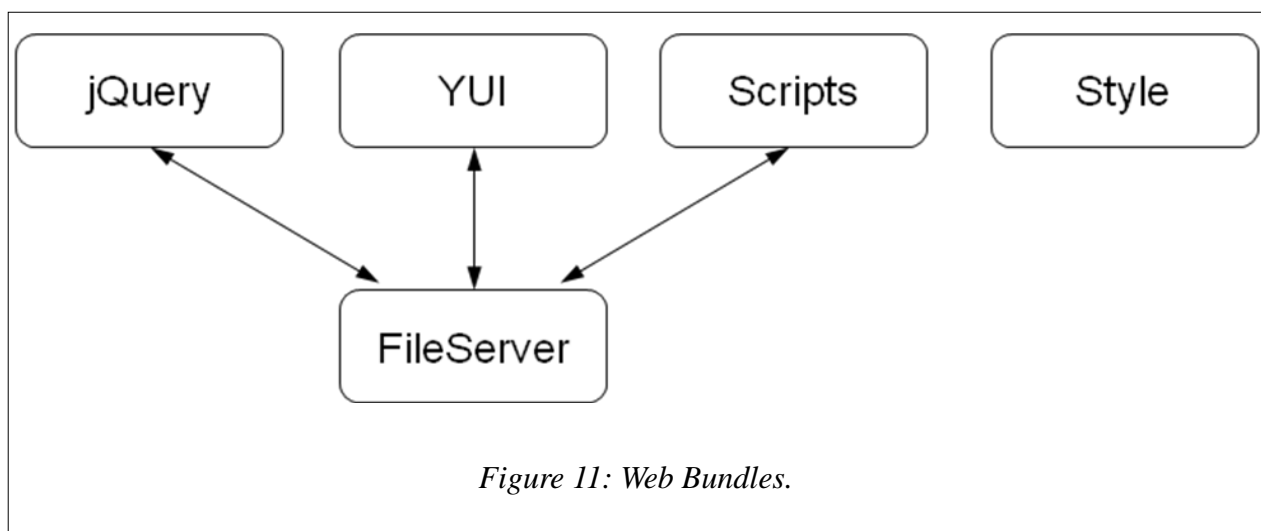 jQuery
YUI
Scripts
Style
FileServer
Figure 11: Web Bundles.